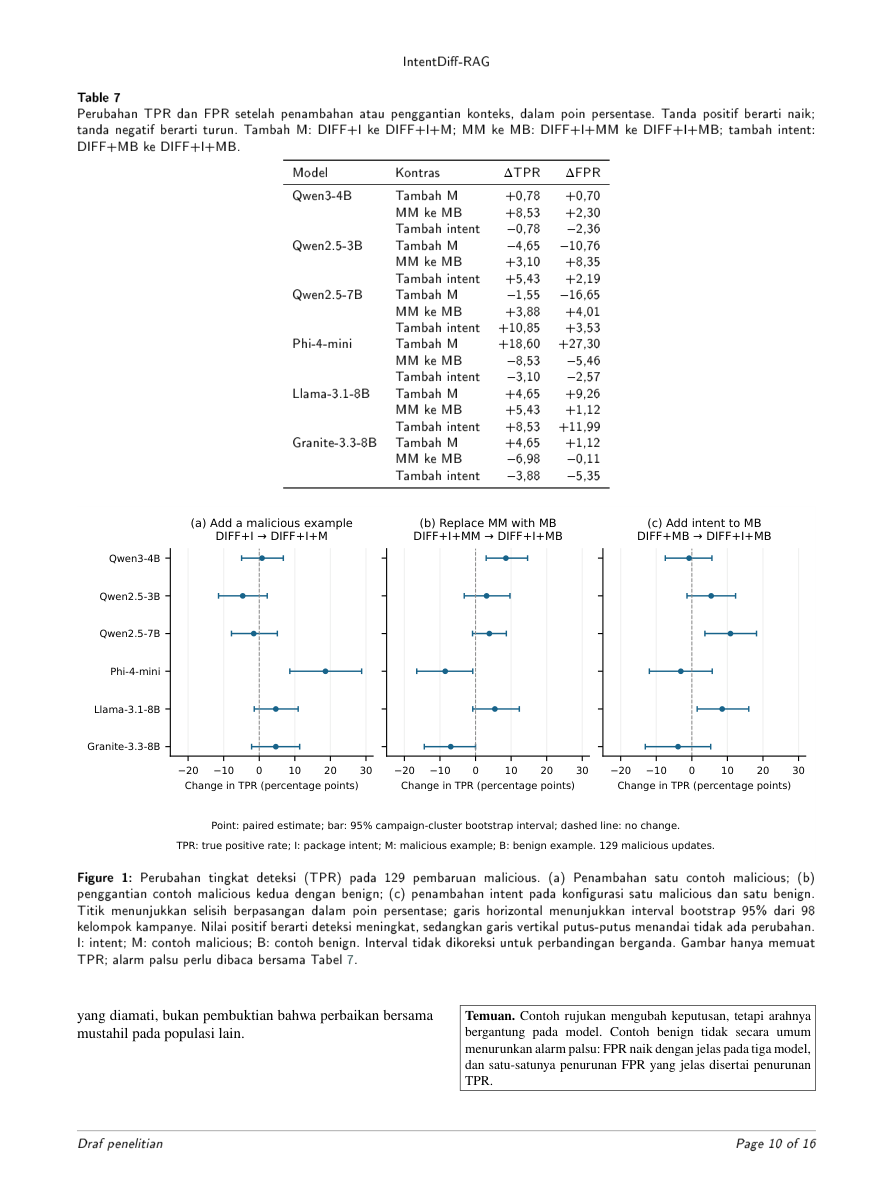 IntentDiff-RAG
Table 7
Perubahan TPR dan FPR setelah penambahan atau penggantian konteks, dalam poin persentase. Tanda positif berarti naik;
tanda negatif berarti turun. Tambah M: DIFF+I ke DIFF+I+M; MM ke MB: DIFF+I+MM ke DIFF+I+MB; tambah intent:
DIFF+MB ke DIFF+I+MB.
Model Kontras ΔTPR ΔFPR
Qwen3-4B Tambah M +0,78 +0,70
MM ke MB +8,53 +2,30
Tambah intent −0,78 −2,36
Qwen2.5-3B Tambah M −4,65 −10,76
MM ke MB +3,10 +8,35
Tambah intent +5,43 +2,19
Qwen2.5-7B Tambah M −1,55 −16,65
MM ke MB +3,88 +4,01
Tambah intent +10,85 +3,53
Phi-4-mini Tambah M +18,60 +27,30
MM ke MB −8,53 −5,46
Tambah intent −3,10 −2,57
Llama-3.1-8B Tambah M +4,65 +9,26
MM ke MB +5,43 +1,12
Tambah intent +8,53 +11,99
Granite-3.3-8B Tambah M +4,65 +1,12
MM ke MB −6,98 −0,11
Tambah intent −3,88 −5,35
(a) Add a malicious example
DIFF+I → DIFF+I+M
(b) Replace MM with MB
DIFF+I+MM → DIFF+I+MB
(c) Add intent to MB
DIFF+MB → DIFF+I+MB
Qwen3-4B
Qwen2.5-3B
Qwen2.5-7B
Phi-4-mini
Llama-3.1-8B
Granite-3.3-8B
−20 −10 0 10 20 30
Change in TPR (percentage points)
−20 −10 0 10 20 30
Change in TPR (percentage points)
−20 −10 0 10 20 30
Change in TPR (percentage points)
Point: paired estimate; bar: 95% campaign-cluster bootstrap interval; dashed line: no change.
TPR: true positive rate; I: package intent; M: malicious example; B: benign example. 129 malicious updates.
Figure 1: Perubahan tingkat deteksi (TPR) pada 129 pembaruan malicious. (a) Penambahan satu contoh malicious; (b)
penggantian contoh malicious kedua dengan benign; (c) penambahan intent pada konfigurasi satu malicious dan satu benign.
Titik menunjukkan selisih berpasangan dalam poin persentase; garis horizontal menunjukkan interval bootstrap 95% dari 98
kelompok kampanye. Nilai positif berarti deteksi meningkat, sedangkan garis vertikal putus-putus menandai tidak ada perubahan.
I: intent; M: contoh malicious; B: contoh benign. Interval tidak dikoreksi untuk perbandingan berganda. Gambar hanya memuat
TPR; alarm palsu perlu dibaca bersama Tabel 7.
yang diamati, bukan pembuktian bahwa perbaikan bersama
mustahil pada populasi lain.
Temuan. Contoh rujukan mengubah keputusan, tetapi arahnya
bergantung pada model. Contoh benign tidak secara umum
menurunkan alarm palsu: FPR naik dengan jelas pada tiga model,
dan satu-satunya penurunan FPR yang jelas disertai penurunan
TPR.
Draf penelitian
Page 10 of 16